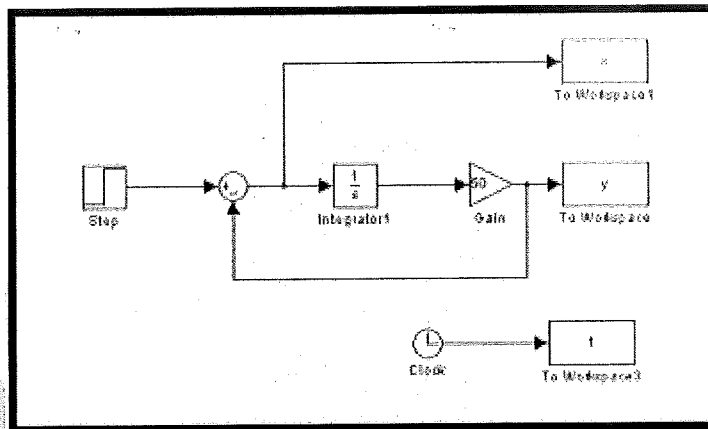 To Workspace1
Step
1
s
Integrator1
Gain
y
To Workspace
Clock
t
To Workspace3